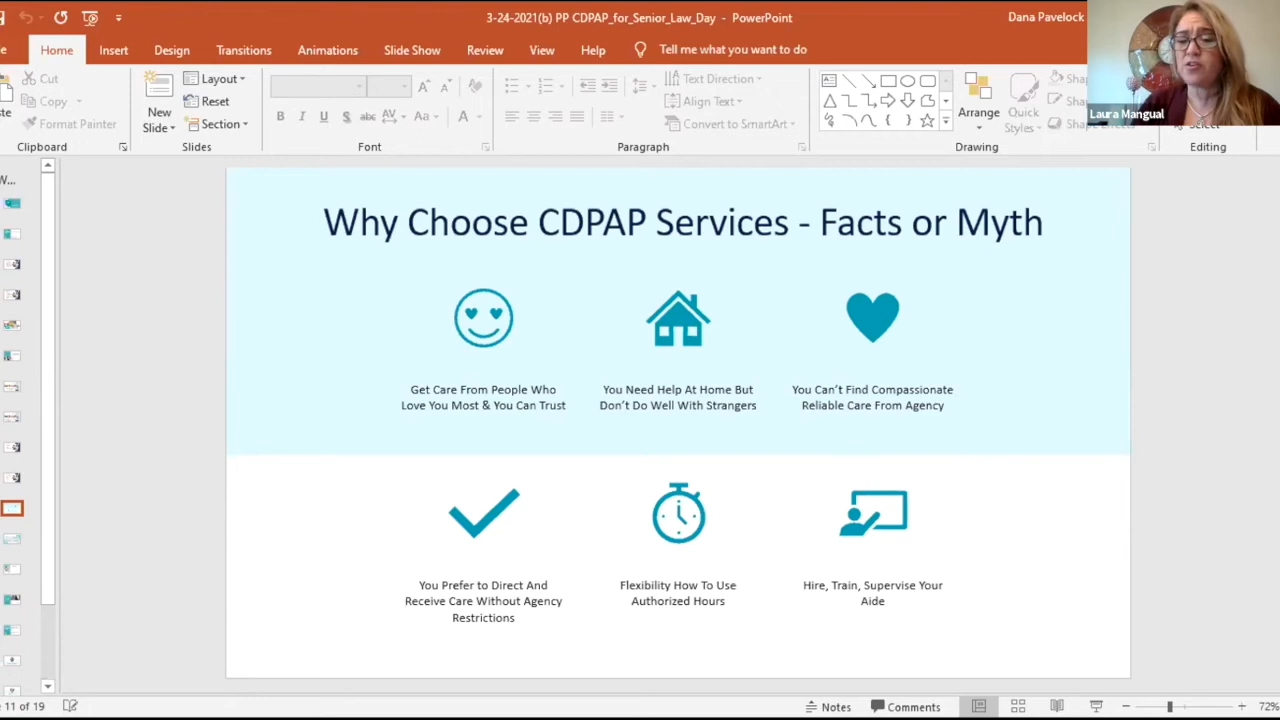 3-24-2021(b) PP CDPAP_for_Senior_Law_Day - PowerPoint
Dana Pavelock
Home Insert Design Transitions Animations Slide Show Review View Help Tell me what you want to do
Cut
Copy
Format Painter
Clipboard
New
Slide
Layout
Reset
Section
Slides
B I U S abc AV Aa A
Font
Text Direction
Align Text
Convert to SmartArt
Paragraph
Arrange
Quick
Styles
Shape Effects
Drawing
Select
Editing
Laura Mangual
Why Choose CDPAP Services - Facts or Myth
Get Care From People Who
Love You Most & You Can Trust
You Need Help At Home But
Don't Do Well With Strangers
You Can't Find Compassionate
Reliable Care From Agency
You Prefer to Direct And
Receive Care Without Agency
Restrictions
Flexibility How To Use
Authorized Hours
Hire, Train, Supervise Your
Aide
11 of 19
Notes
Comments
72%